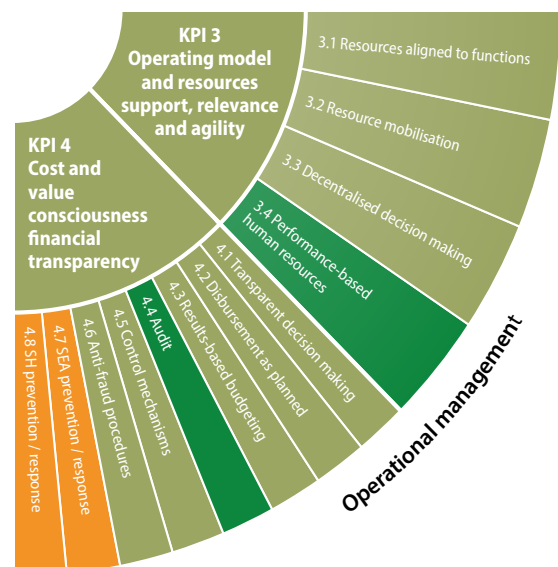 KPI 3
Operating model
and resources
support, relevance
and agility
3.1 Resources aligned to functions
3.2 Resource mobilisation
3.3 Decentralised decision making
3.4 Performance-based
human resources
KPI 4
Cost and
value
consciousness
financial
transparency
4.1 Transparent decision making
4.2 Disbursement as planned
4.3 Results-based budgeting
4.4 Audit
4.5 Control mechanisms
4.6 Anti-fraud procedures
4.7 SEA prevention / response
4.8 SH prevention / response
Operational management